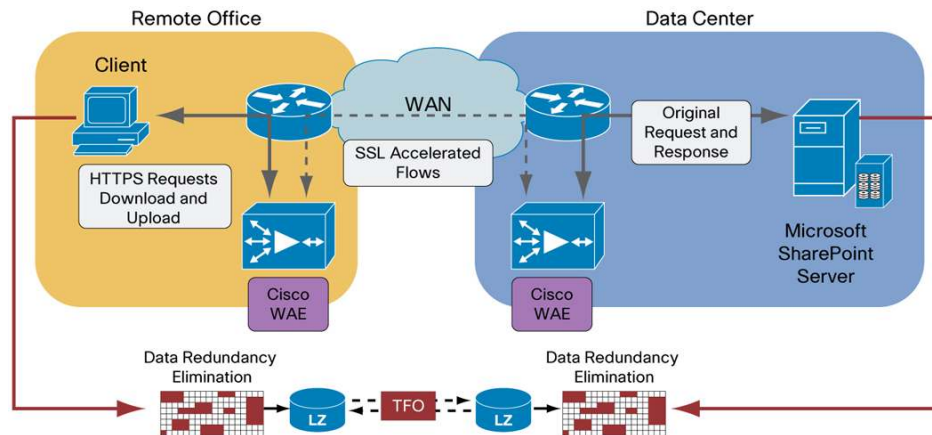 Remote Office
Data Center
Client
WAN
Original
Request and
Response
SSL Accelerated
Flows
HTTPS Requests
Download and
Upload
Microsoft
SharePoint
Server
Cisco
WAE
Cisco
WAE
Data Redundancy
Elimination
Data Redundancy
Elimination
LZ
TFO
LZ